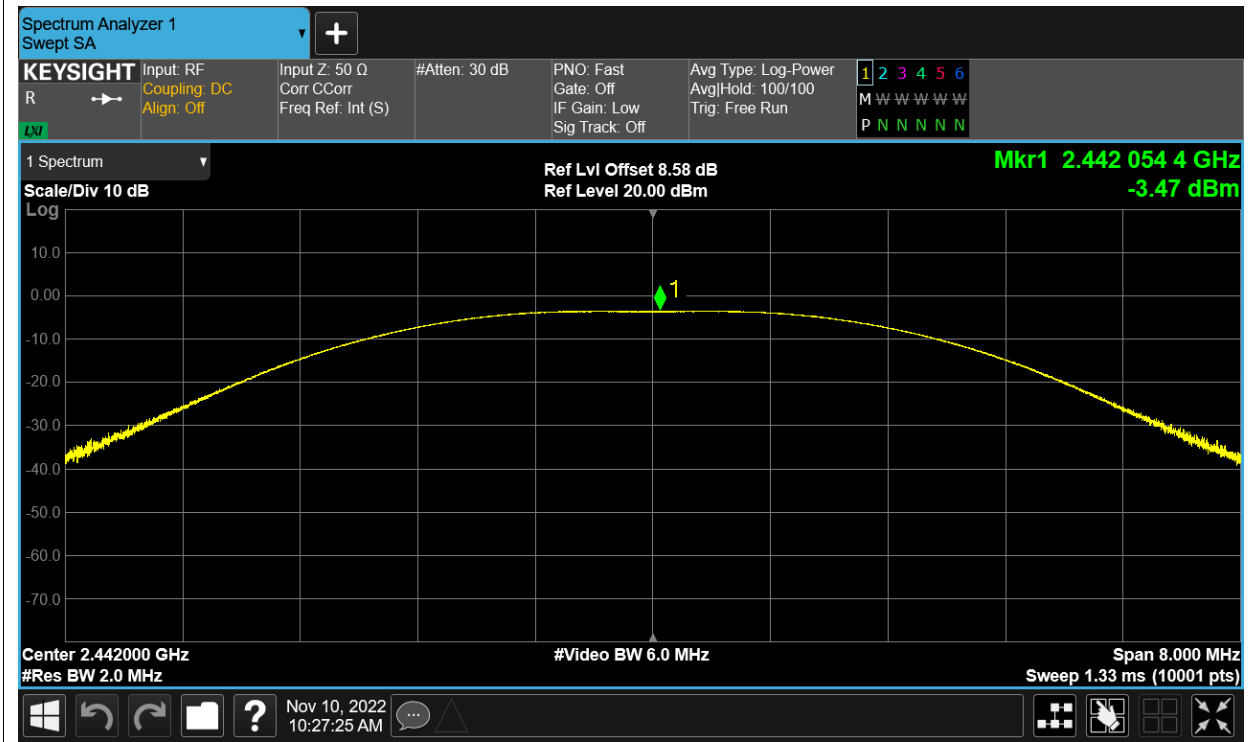 Spectrum Analyzer 1
Swept SA
KEYSIGHT
R
LXI
Input: RF
Coupling: DC
Align: Off
Input Z: 50 Ω
Corr CCorr
Freq Ref: Int (S)
#Atten: 30 dB
PNO: Fast
Gate: Off
IF Gain: Low
Sig Track: Off
Avg Type: Log-Power
Avg|Hold: 100/100
Trig: Free Run
1 2 3 4 5 6
M W W W W W
P N N N N N
1 Spectrum
Scale/Div 10 dB
Log
Ref Lvl Offset 8.58 dB
Ref Level 20.00 dBm
Mkr1 2.442 054 4 GHz
-3.47 dBm
10.0
0.00
-10.0
-20.0
-30.0
-40.0
-50.0
-60.0
-70.0
1
Center 2.442000 GHz
#Res BW 2.0 MHz
#Video BW 6.0 MHz
Span 8.000 MHz
Sweep 1.33 ms (10001 pts)
?
Nov 10, 2022
10:27:25 AM